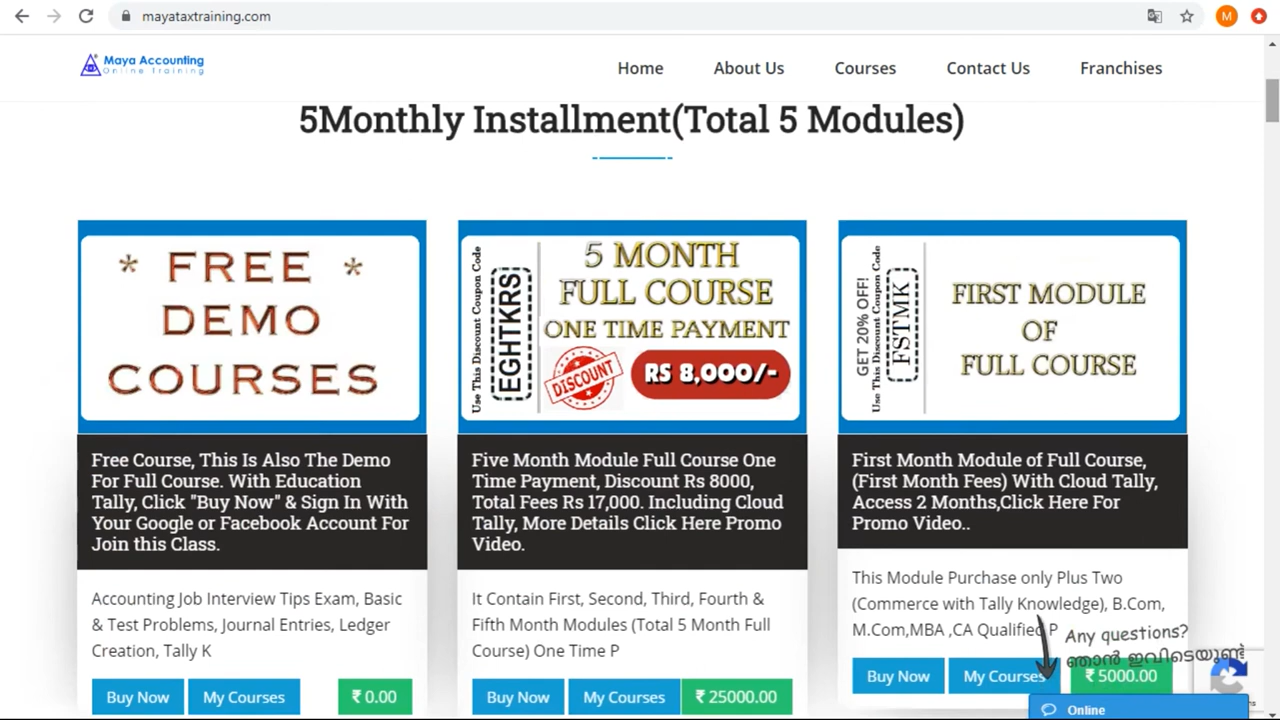 mayataxtraining.com
M
Maya Accounting
Online Training
Home
About Us
Courses
Contact Us
Franchises
5Monthly Installment(Total 5 Modules)
* FREE *
DEMO
COURSES
Free Course, This Is Also The Demo
For Full Course. With Education
Tally, Click "Buy Now" & Sign In With
Your Google or Facebook Account For
Join this Class.
Accounting Job Interview Tips Exam, Basic
& Test Problems, Journal Entries, Ledger
Creation, Tally K
Buy Now
My Courses
₹ 0.00
Use This Discount Coupon Code
EGHTKRS
5 MONTH
FULL COURSE
ONE TIME PAYMENT
DISCOUNT
RS 8,000/-
Five Month Module Full Course One
Time Payment, Discount Rs 8000,
Total Fees Rs 17,000. Including Cloud
Tally, More Details Click Here Promo
Video.
It Contain First, Second, Third, Fourth &
Fifth Month Modules (Total 5 Month Full
Course) One Time P
Buy Now
My Courses
₹ 25000.00
GET 20% OFF!
Use This Discount Coupon Code
FSTMK
FIRST MODULE
OF
FULL COURSE
First Month Module of Full Course,
(First Month Fees) With Cloud Tally,
Access 2 Months,Click Here For
Promo Video..
This Module Purchase only Plus Two
(Commerce with Tally Knowledge), B.Com,
M.Com,MBA ,CA Qualified P
Buy Now
My Courses
₹ 5000.00
Any questions?
ഞാൻ ഇവിടെയുണ്ട്
Online